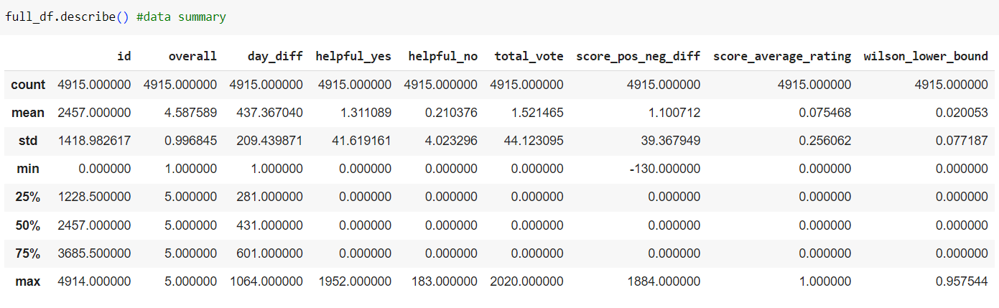 full_df.describe() #data summary
id overall day_diff helpful_yes helpful_no total_vote score_pos_neg_diff score_average_rating wilson_lower_bound
count 4915.000000 4915.000000 4915.000000 4915.000000 4915.000000 4915.000000 4915.000000 4915.000000 4915.000000
mean 2457.000000 4.587589 437.367040 1.311089 0.210376 1.521465 1.100712 0.075468 0.020053
std 1418.982617 0.996845 209.439871 41.619161 4.023296 44.123095 39.367949 0.256062 0.077187
min 0.000000 1.000000 1.000000 0.000000 0.000000 0.000000 -130.000000 0.000000 0.000000
25% 1228.500000 5.000000 281.000000 0.000000 0.000000 0.000000 0.000000 0.000000 0.000000
50% 2457.000000 5.000000 431.000000 0.000000 0.000000 0.000000 0.000000 0.000000 0.000000
75% 3685.500000 5.000000 601.000000 0.000000 0.000000 0.000000 0.000000 0.000000 0.000000
max 4914.000000 5.000000 1064.000000 1952.000000 183.000000 2020.000000 1884.000000 1.000000 0.957544